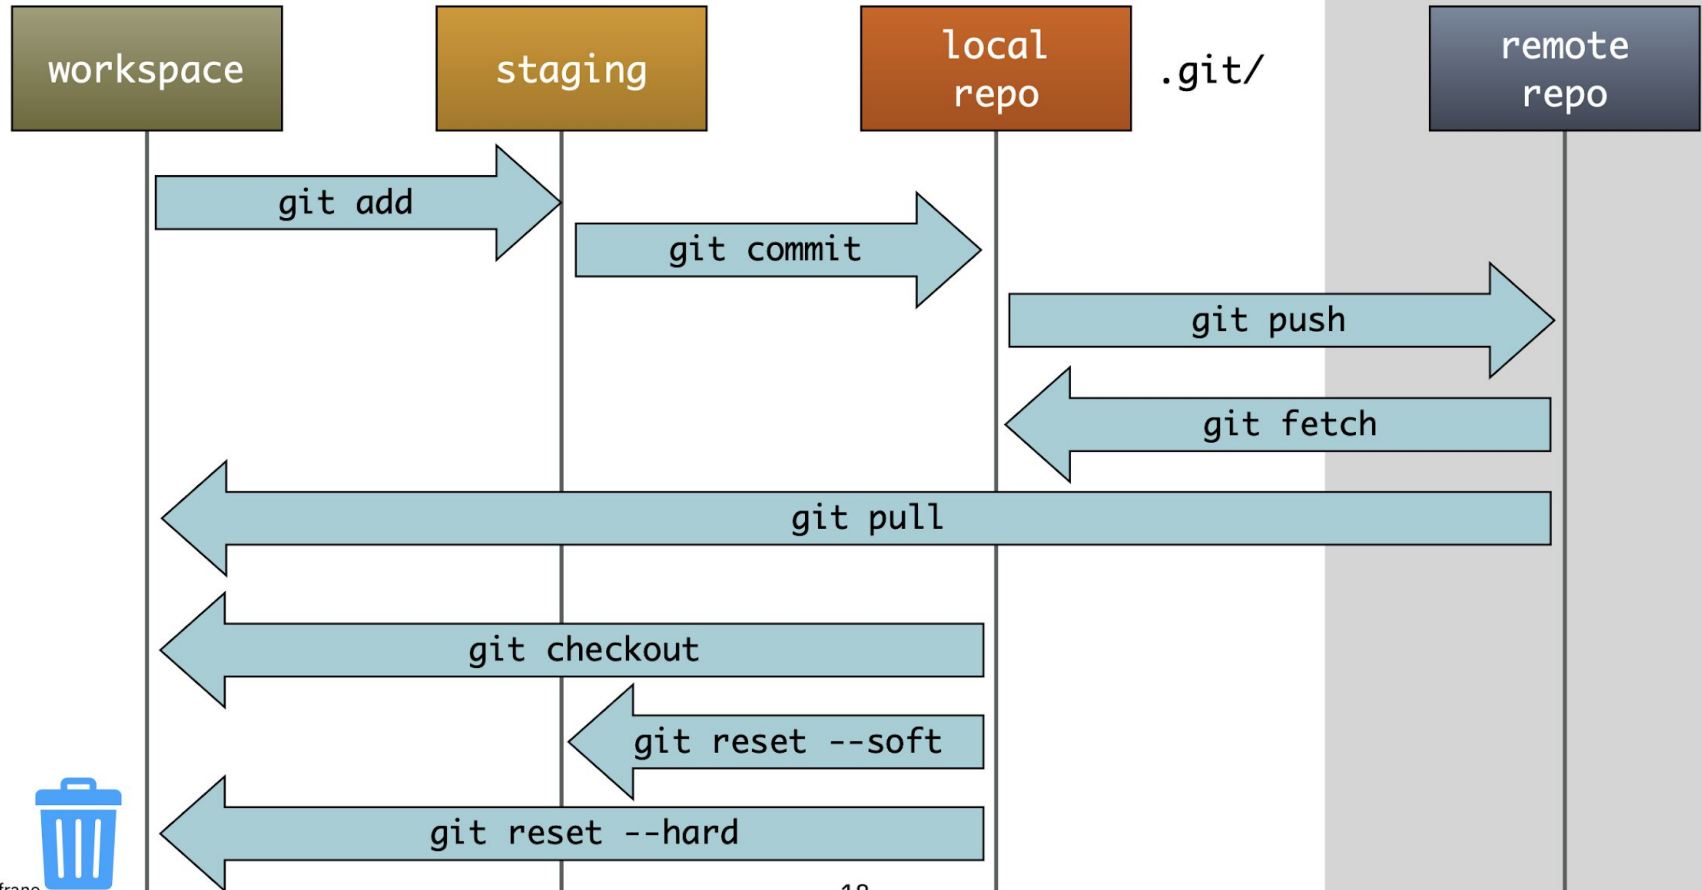 workspace
staging
local
repo
.git/
remote
repo
git add
git commit
git push
git fetch
git pull
git checkout
git reset --soft
git reset --hard